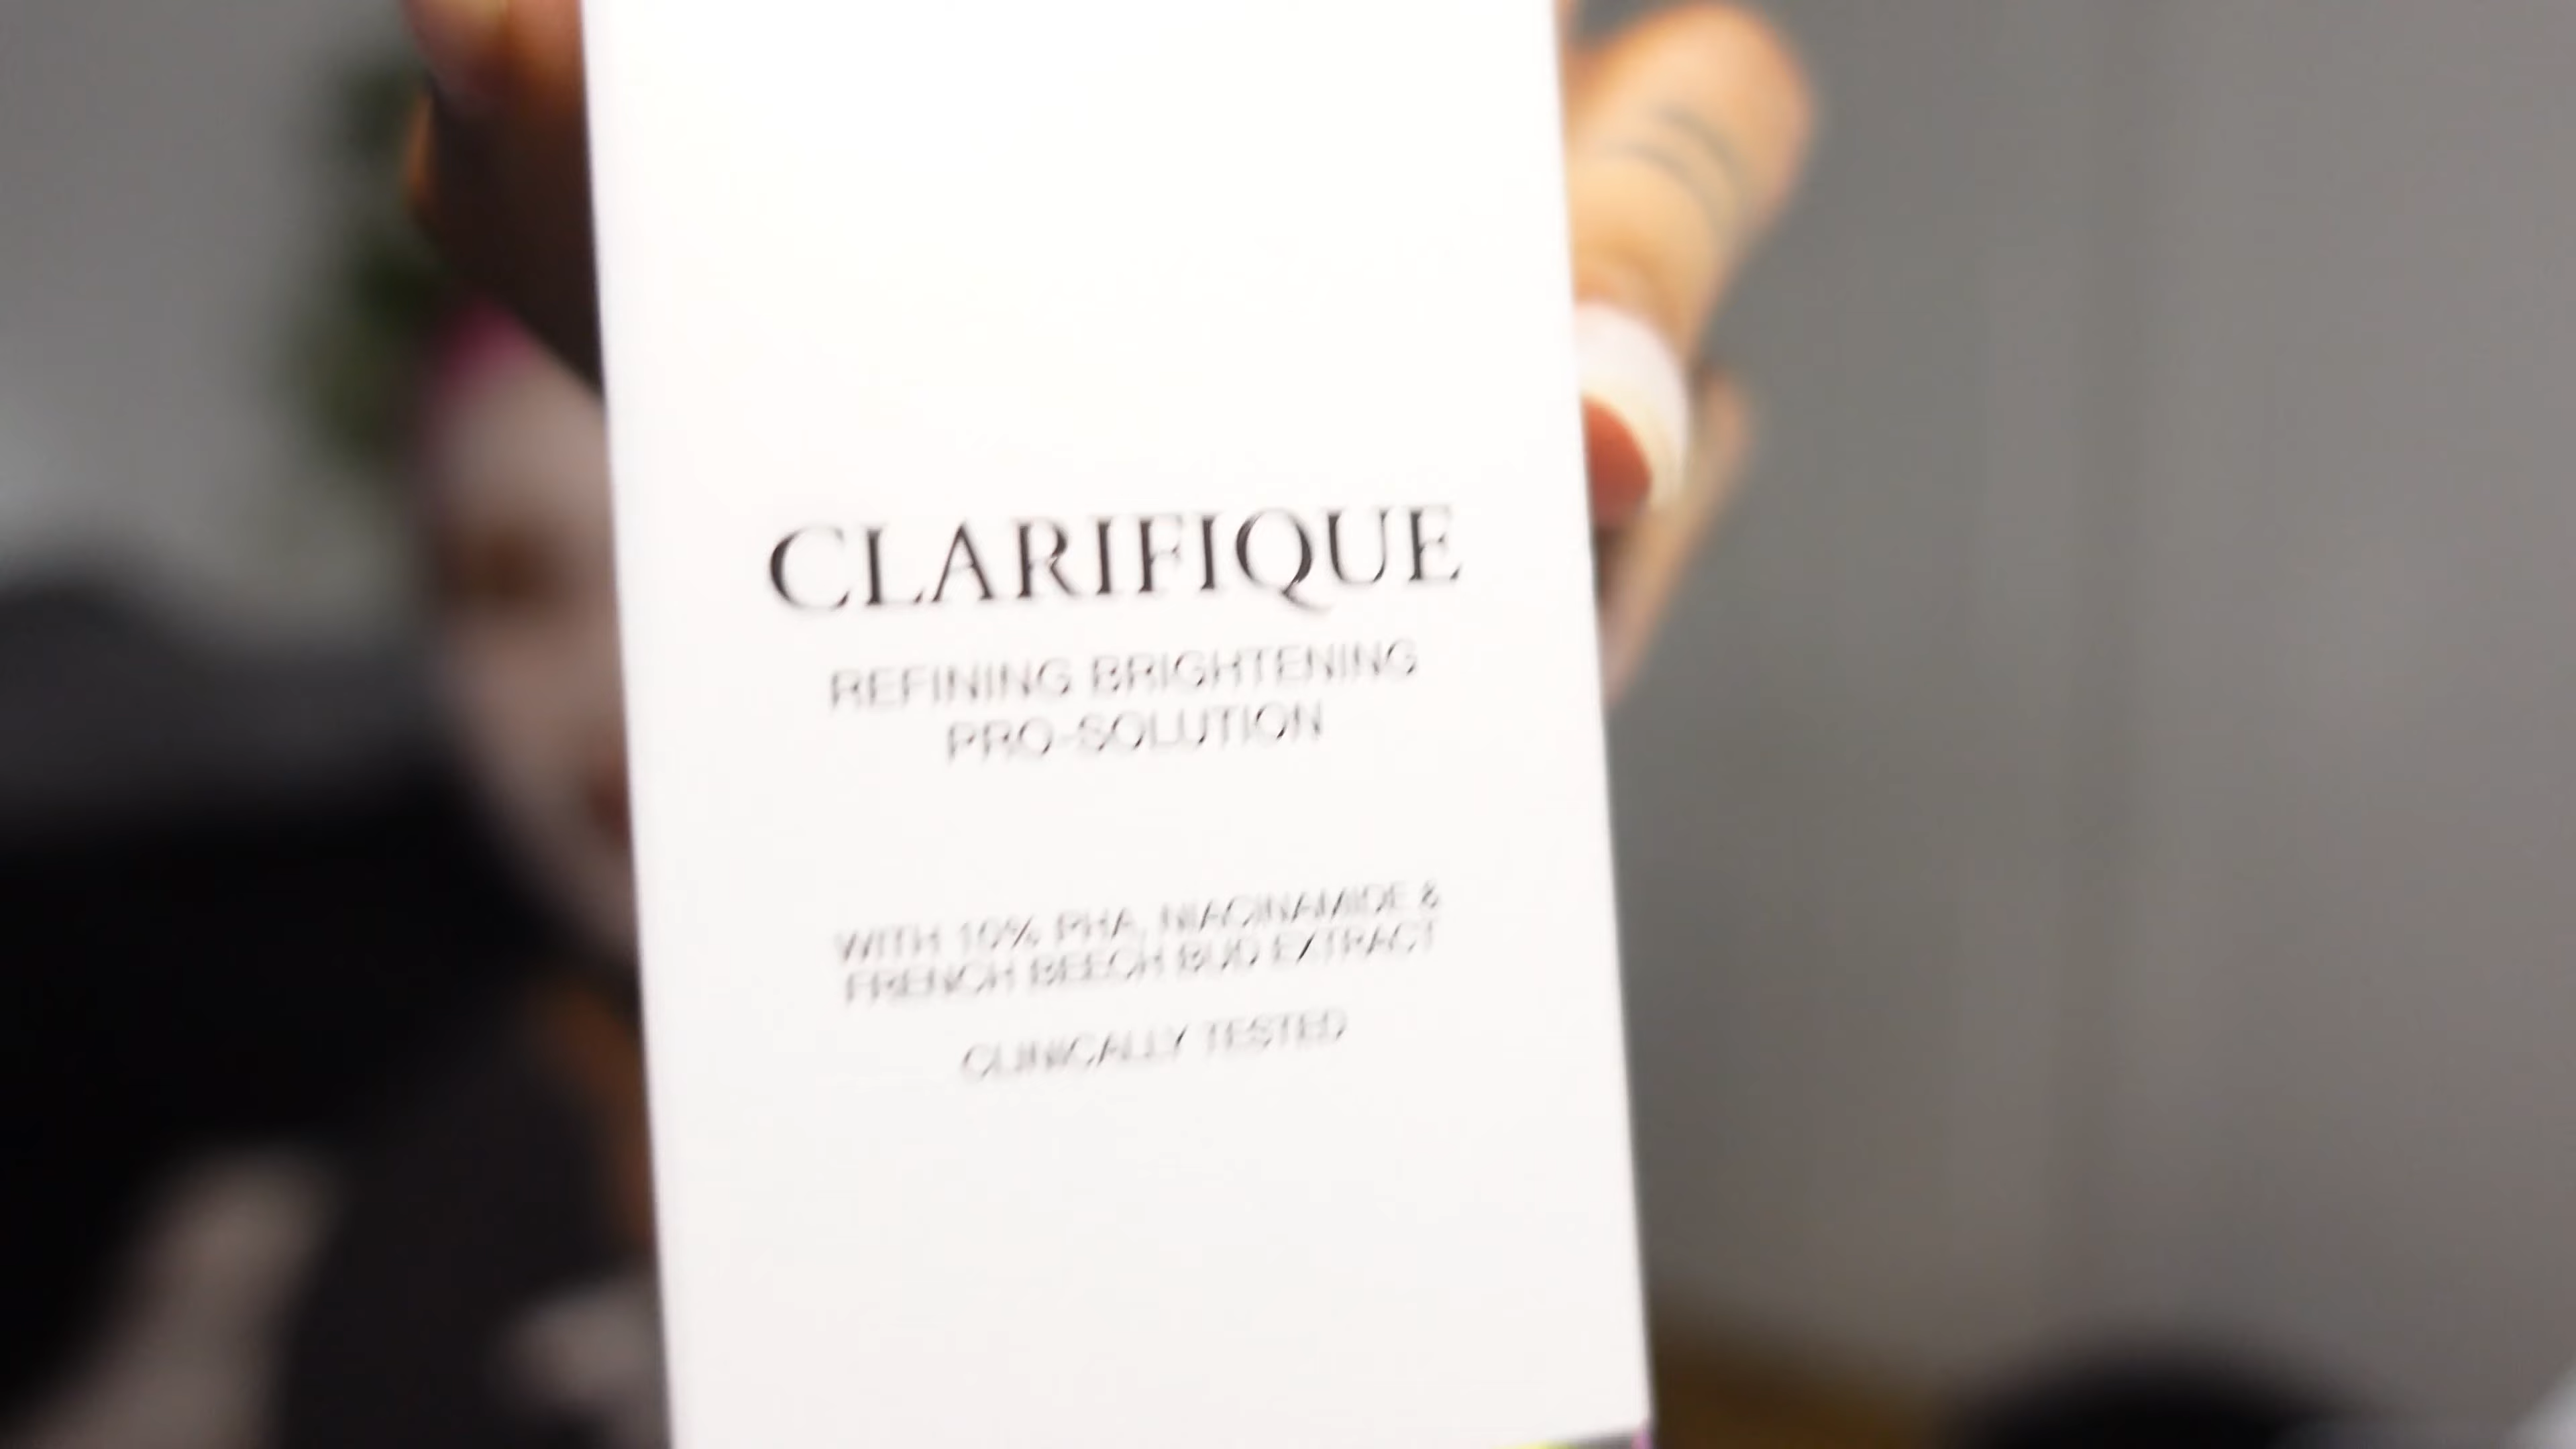 CLARIFIQUE
REFINING BRIGHTENING
PRO-SOLUTION
WITH 10% PHA, NIACINAMIDE &
FRENCH BEECH BUD EXTRACT
CLINICALLY TESTED